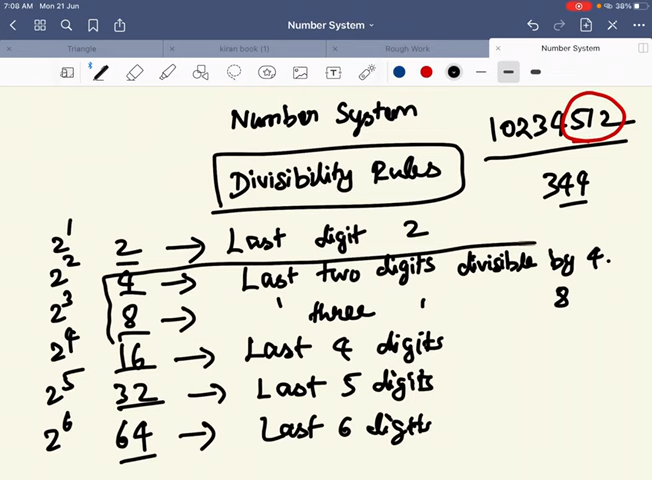 7:08 AM Mon 21 Jun
38%
Number System
Triangle
kiran book (1)
Rough Work
Number System
Number System
10234512
Divisibility Rules
344
2^1 2 → Last digit 2
2^2 4 → Last two digits divisible by 4.
2^3 8 → ' three ' 8
2^4 16 → Last 4 digits
2^5 32 → Last 5 digits
2^6 64 → Last 6 digits